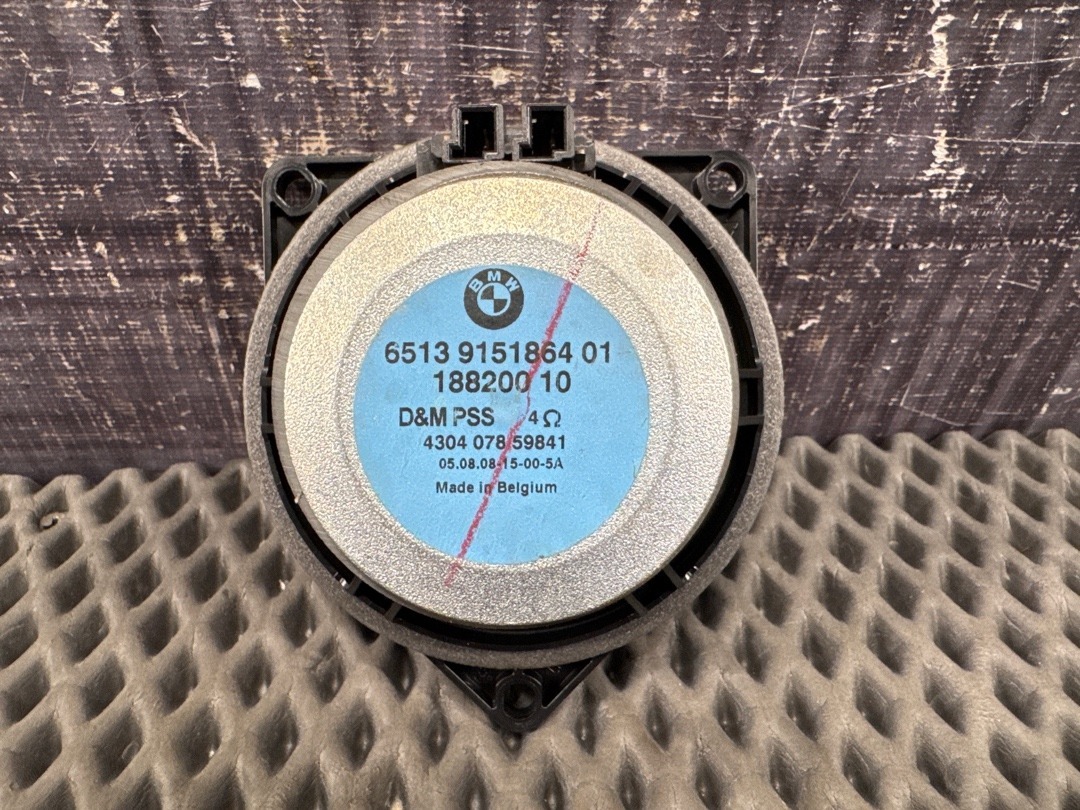 BMW
6513 9151864 01
188200 10
D&M PSS 4Ω
4304 078 59841
05.08.08-15-00-5A
Made in Belgium